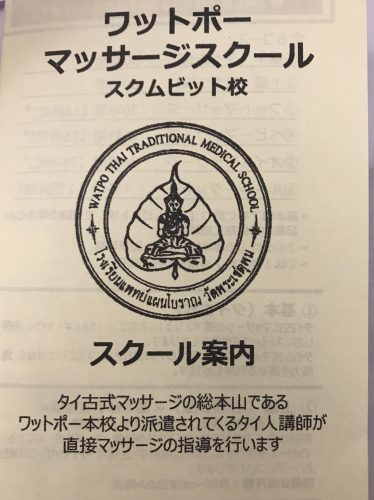 ワットポー
マッサージスクール
スクムビット校
WATPO THAI TRADITIONAL MEDICAL SCHOOL
โรงเรียนแพทย์แผนโบราณ วัดพระเชตุพน
スクール案内
タイ古式マッサージの総本山である
ワットポー本校より派遣されてくるタイ人講師が
直接マッサージの指導を行います